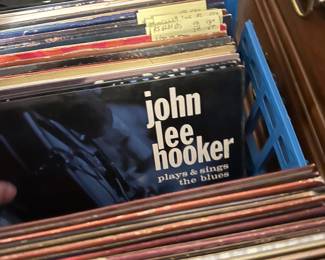 john
lee
hooker
plays & sings
the blues